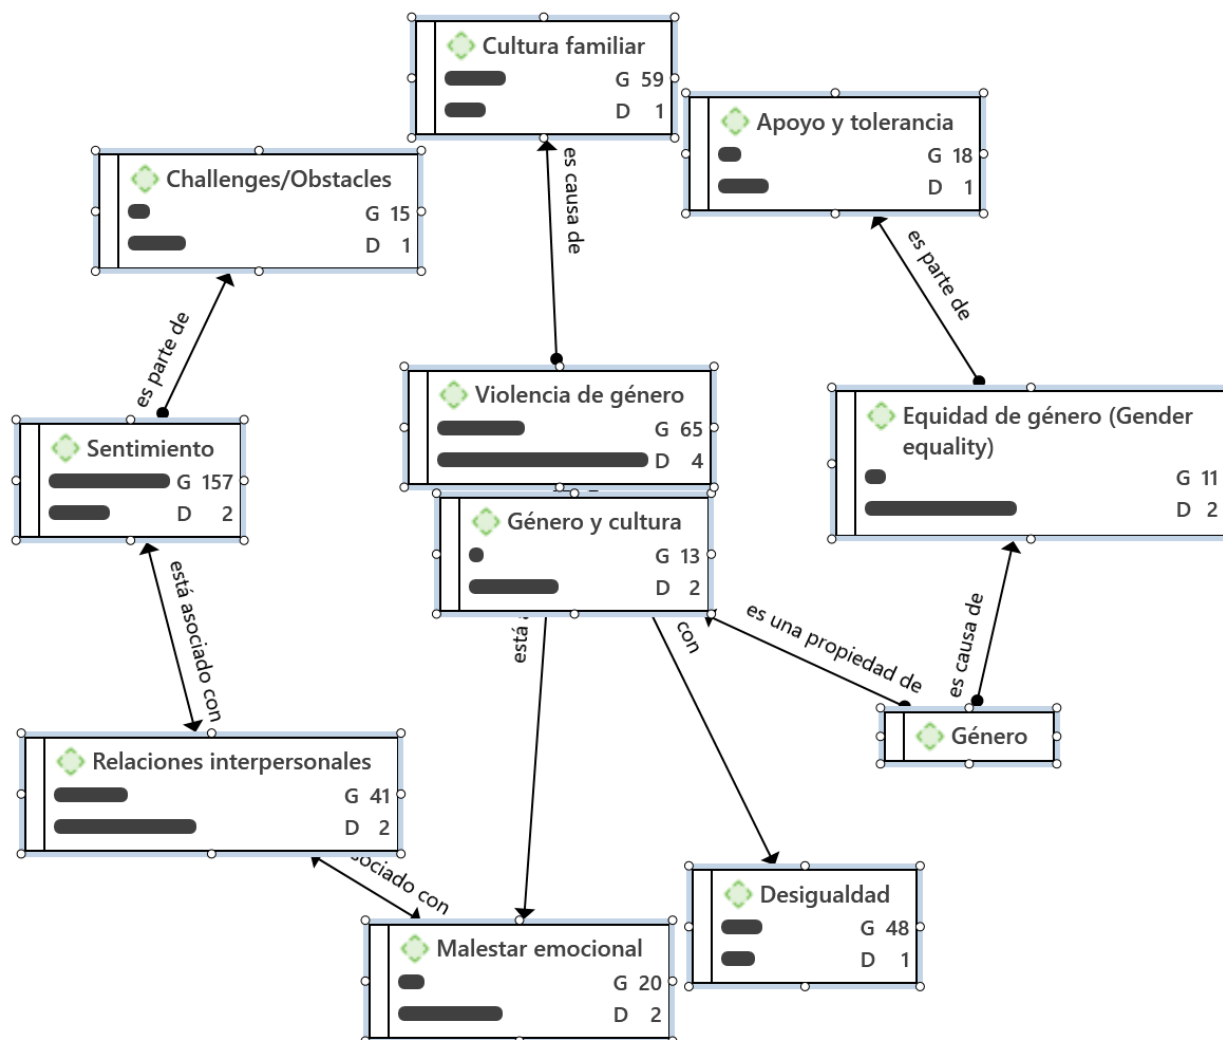 Cultura familiar
G 59
D 1
Apoyo y tolerancia
G 18
D 1
Challenges/Obstacles
G 15
D 1
es causa de
es parte de
es parte de
Violencia de género
G 65
D 4
Equidad de género (Gender
equality)
G 11
D 2
Sentimiento
G 157
D 2
Género y cultura
G 13
D 2
está asociado con
está
con
es una propiedad de
es causa de
Género
Relaciones interpersonales
G 41
D 2
sociado con
Desigualdad
G 48
D 1
Malestar emocional
G 20
D 2